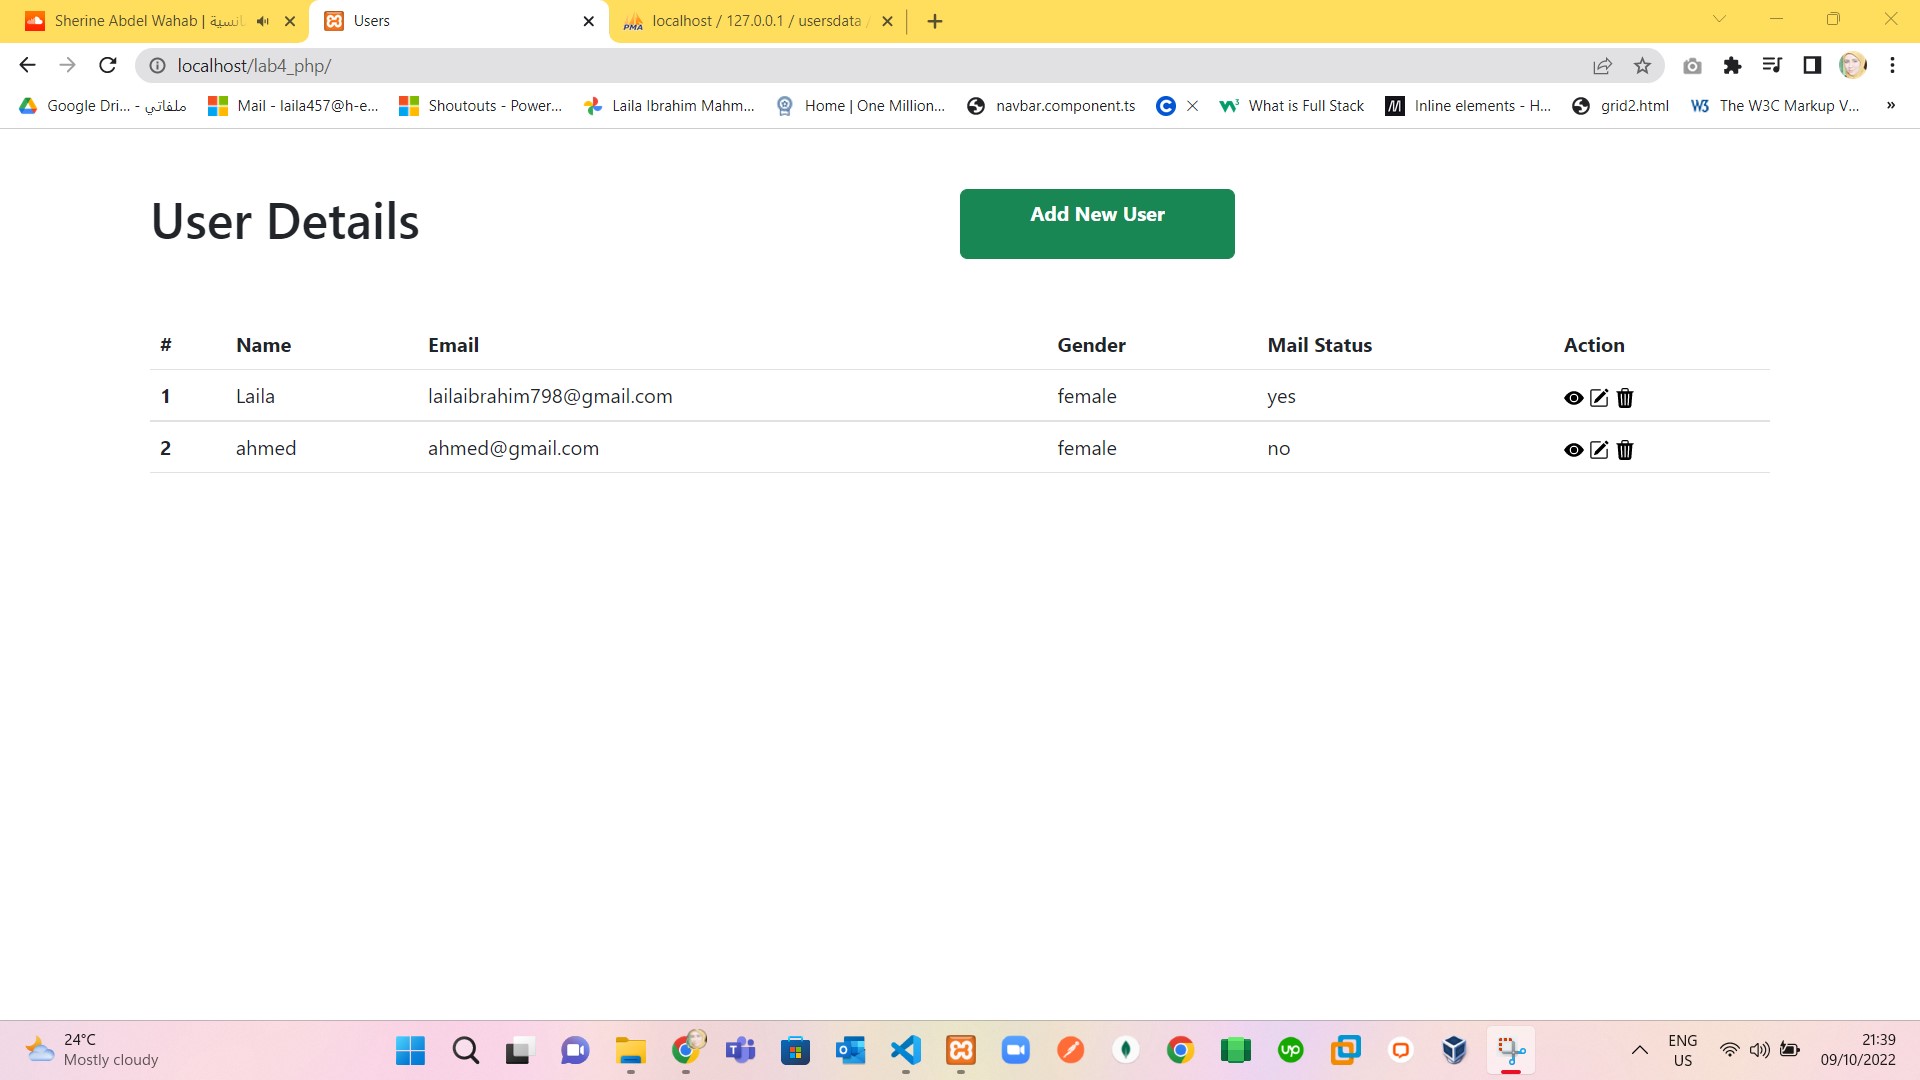 Sherine Abdel Wahab |
Users
localhost / 127.0.0.1 / usersdata /
localhost/lab4_php/
Google Dri... - ملفاتي
Mail - laila457@h-e...
Shoutouts - Power...
Laila Ibrahim Mahm...
Home | One Million...
navbar.component.ts
What is Full Stack
Inline elements - H...
grid2.html
The W3C Markup V...
»
User Details
Add New User
# Name Email Gender Mail Status Action
1 Laila lailaibrahim798@gmail.com female yes
2 ahmed ahmed@gmail.com female no
24°C
Mostly cloudy
ENG
US
21:39
09/10/2022